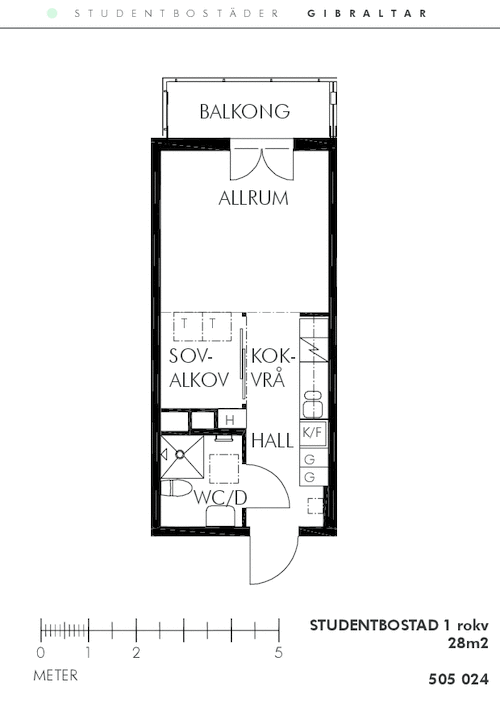 STUDENTBOSTÄDER GIBRALTAR
BALKONG
ALLRUM
T T
SOV-
ALKOV
KOK-
VRÅ
H
K/F
HALL
G
G
WC/D
0 1 2 5
METER
STUDENTBOSTAD 1 rokv
28m2
505 024